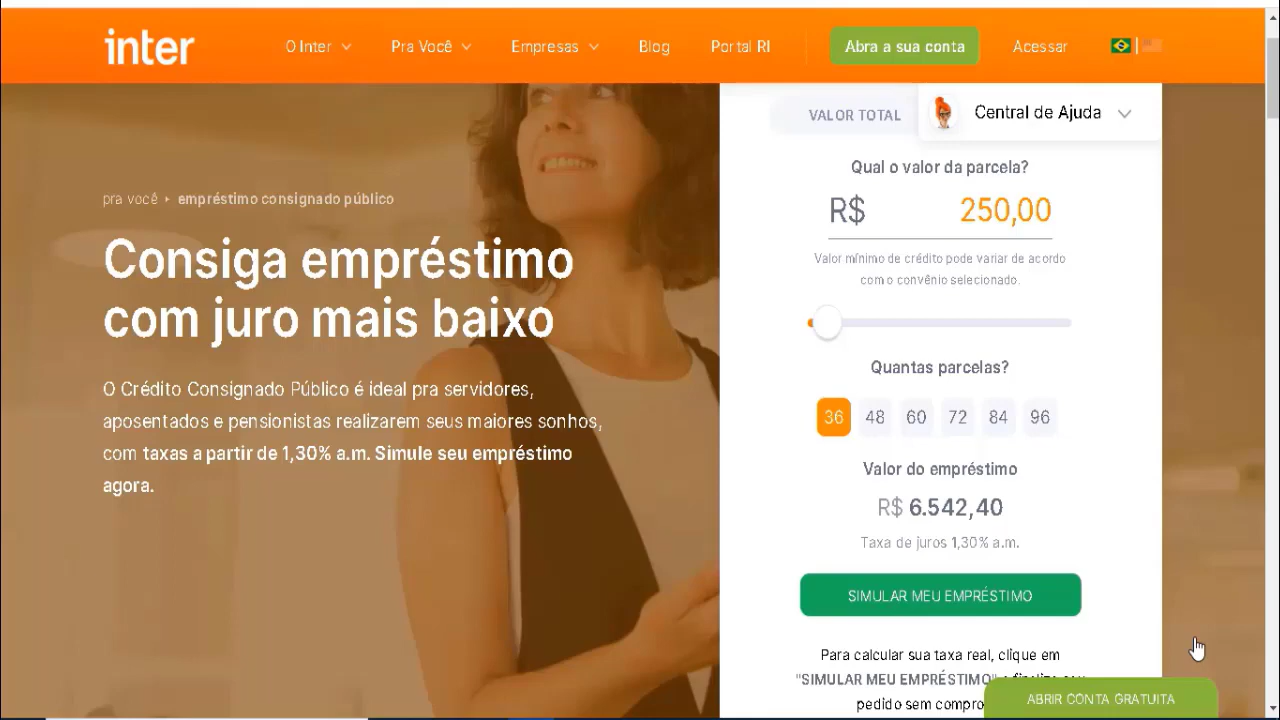 inter
O Inter
Pra Você
Empresas
Blog
Portal RI
Abra a sua conta
Acessar
VALOR TOTAL
Central de Ajuda
Qual o valor da parcela?
R$ 250,00
Valor mínimo de crédito pode variar de acordo
com o convênio selecionado.
Quantas parcelas?
36 48 60 72 84 96
Valor do empréstimo
R$ 6.542,40
Taxa de juros 1,30% a.m.
SIMULAR MEU EMPRÉSTIMO
Para calcular sua taxa real, clique em
"SIMULAR MEU EMPRÉSTIMO"
pedido sem
ABRIR CONTA GRATUITA
pra você ‣ empréstimo consignado público
Consiga empréstimo
com juro mais baixo
O Crédito Consignado Público é ideal pra servidores,
aposentados e pensionistas realizarem seus maiores sonhos,
com taxas a partir de 1,30% a.m. Simule seu empréstimo
agora.